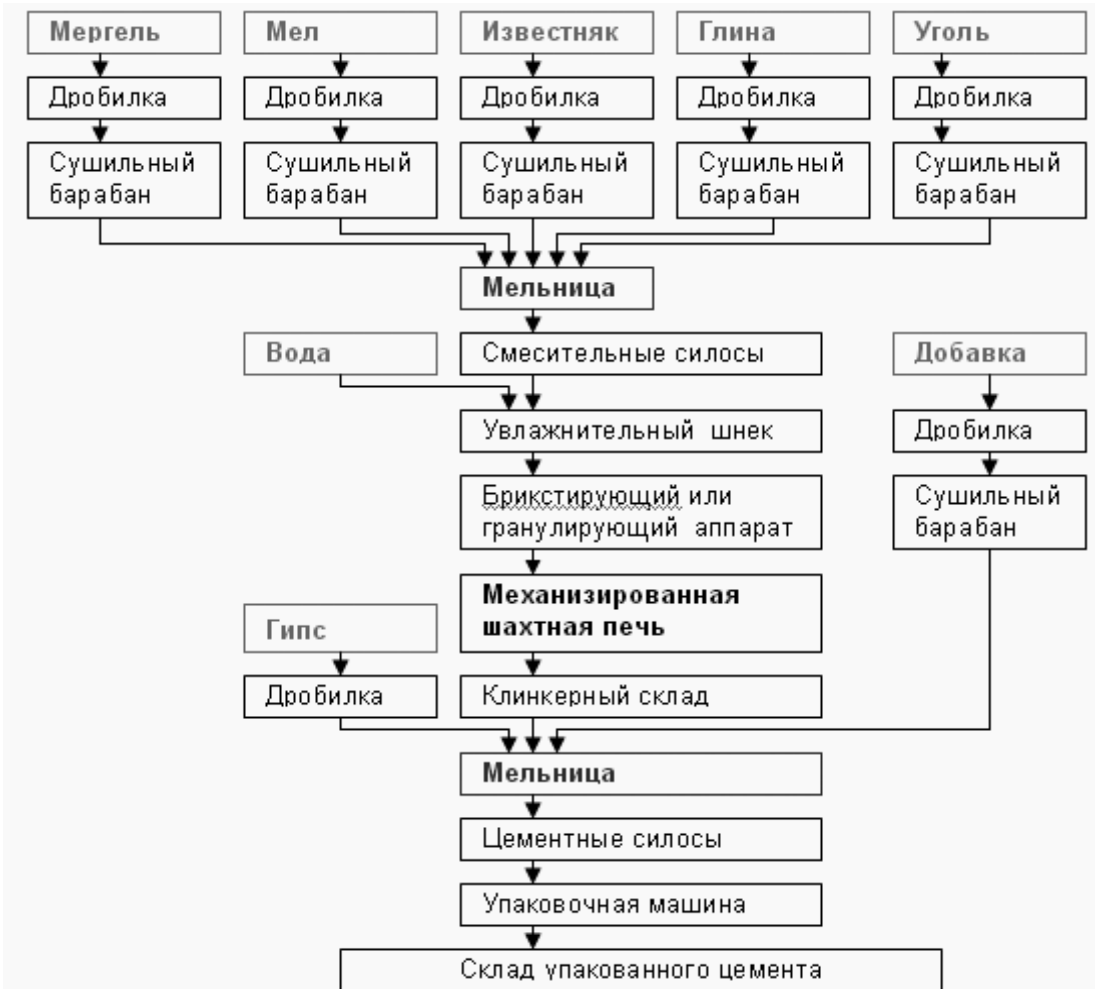 Мергель
Мел
Известняк
Глина
Уголь
Дробилка
Дробилка
Дробилка
Дробилка
Дробилка
Сушильный
барабан
Сушильный
барабан
Сушильный
барабан
Сушильный
барабан
Сушильный
барабан
Мельница
Вода
Смесительные силосы
Добавка
Увлажнительный шнек
Дробилка
Брикстирующий или
гранулирующий аппарат
Сушильный
барабан
Механизированная
шахтная печь
Гипс
Дробилка
Клинкерный склад
Мельница
Цементные силосы
Упаковочная машина
Склад упакованного цемента